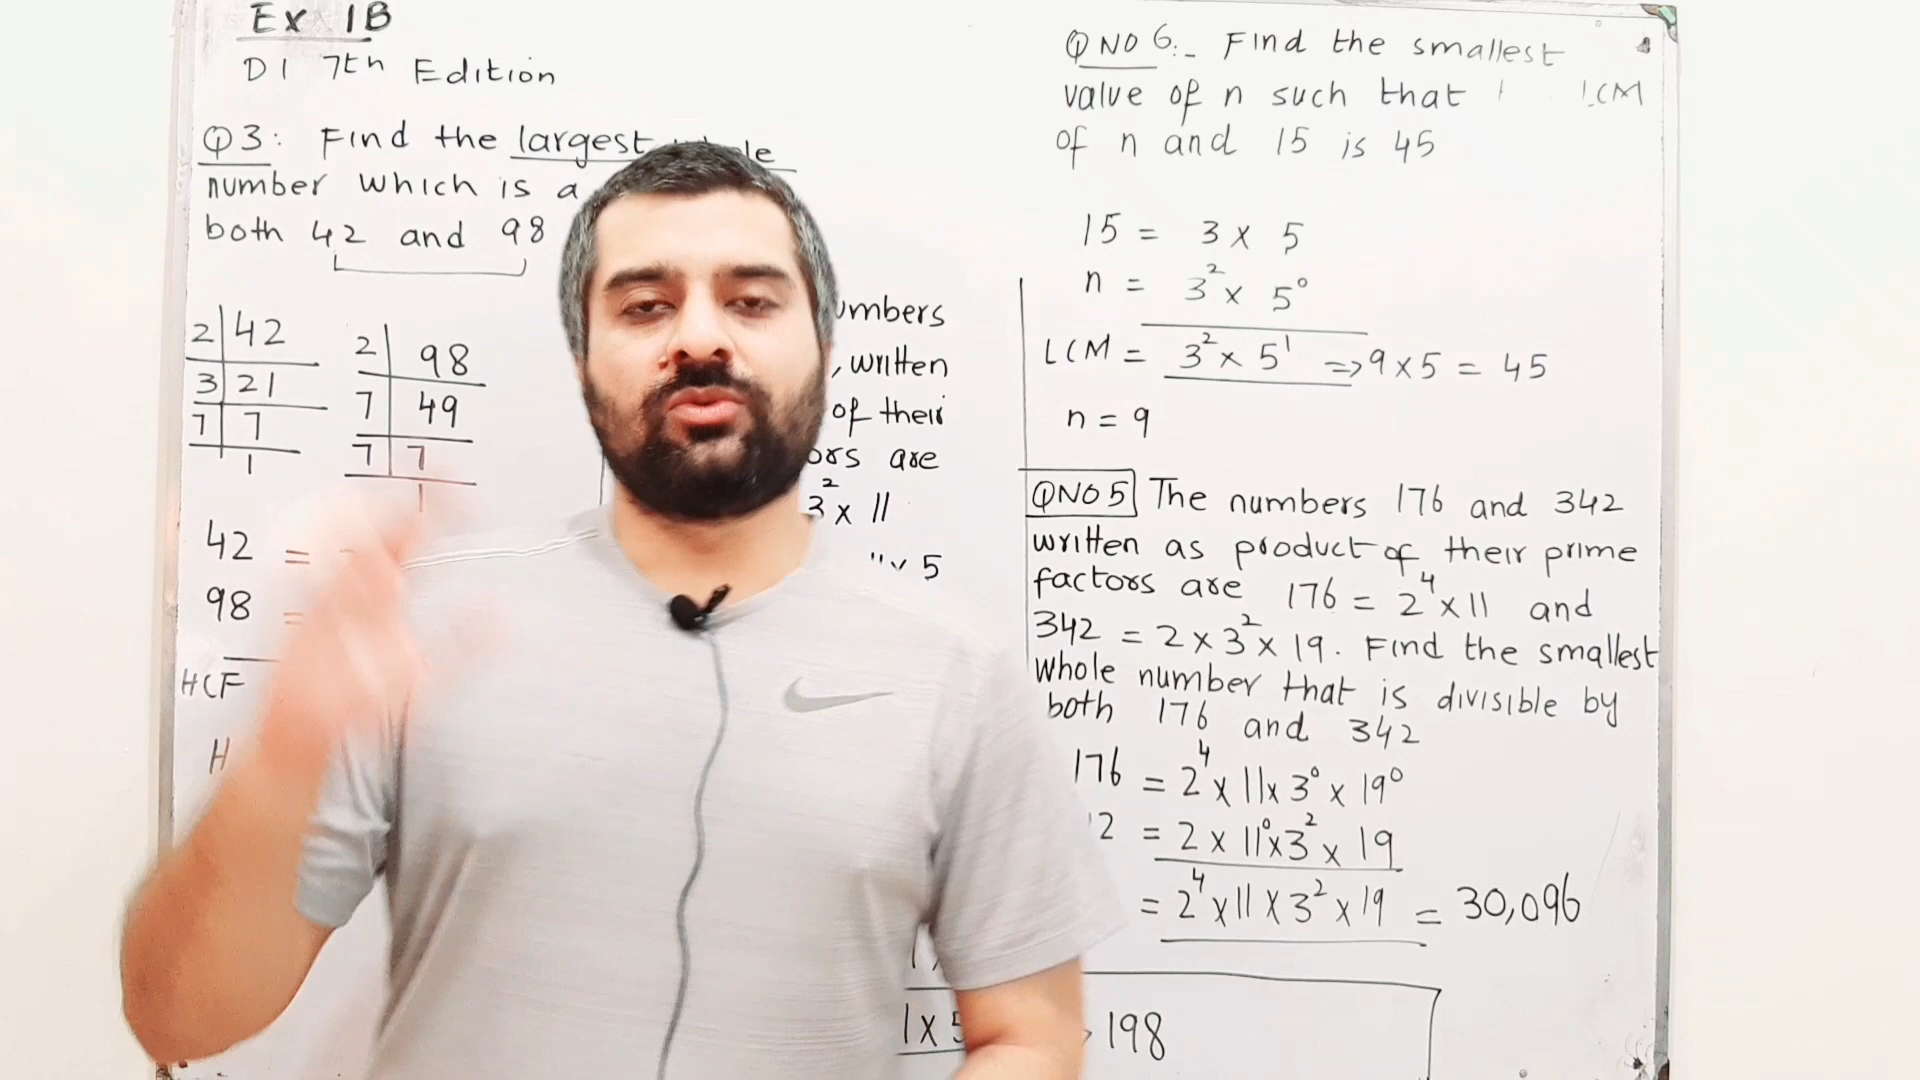 Ex 1B
D1 7th Edition
Q3: Find the largest
number which is a
both 42 and 98
2 42
3 21
7 7
1
2 98
7 49
7 7
1
42 =
98 =
HCF
H
umbers
, written
of their
ors are
3² x 11
x 5
1 x 5
198
QNO 6:- Find the smallest
value of n such that LCM
of n and 15 is 45
15 = 3 x 5
n = 3² x 5⁰
LCM = 3² x 5¹ => 9 x 5 = 45
n = 9
QNO 5 The numbers 176 and 342
written as product of their prime
factors are 176 = 2⁴ x 11 and
342 = 2 x 3² x 19. Find the smallest
whole number that is divisible by
both 176 and 342
176 = 2⁴ x 11 x 3⁰ x 19⁰
2 = 2 x 11⁰ x 3² x 19
= 2⁴ x 11 x 3² x 19 = 30,096